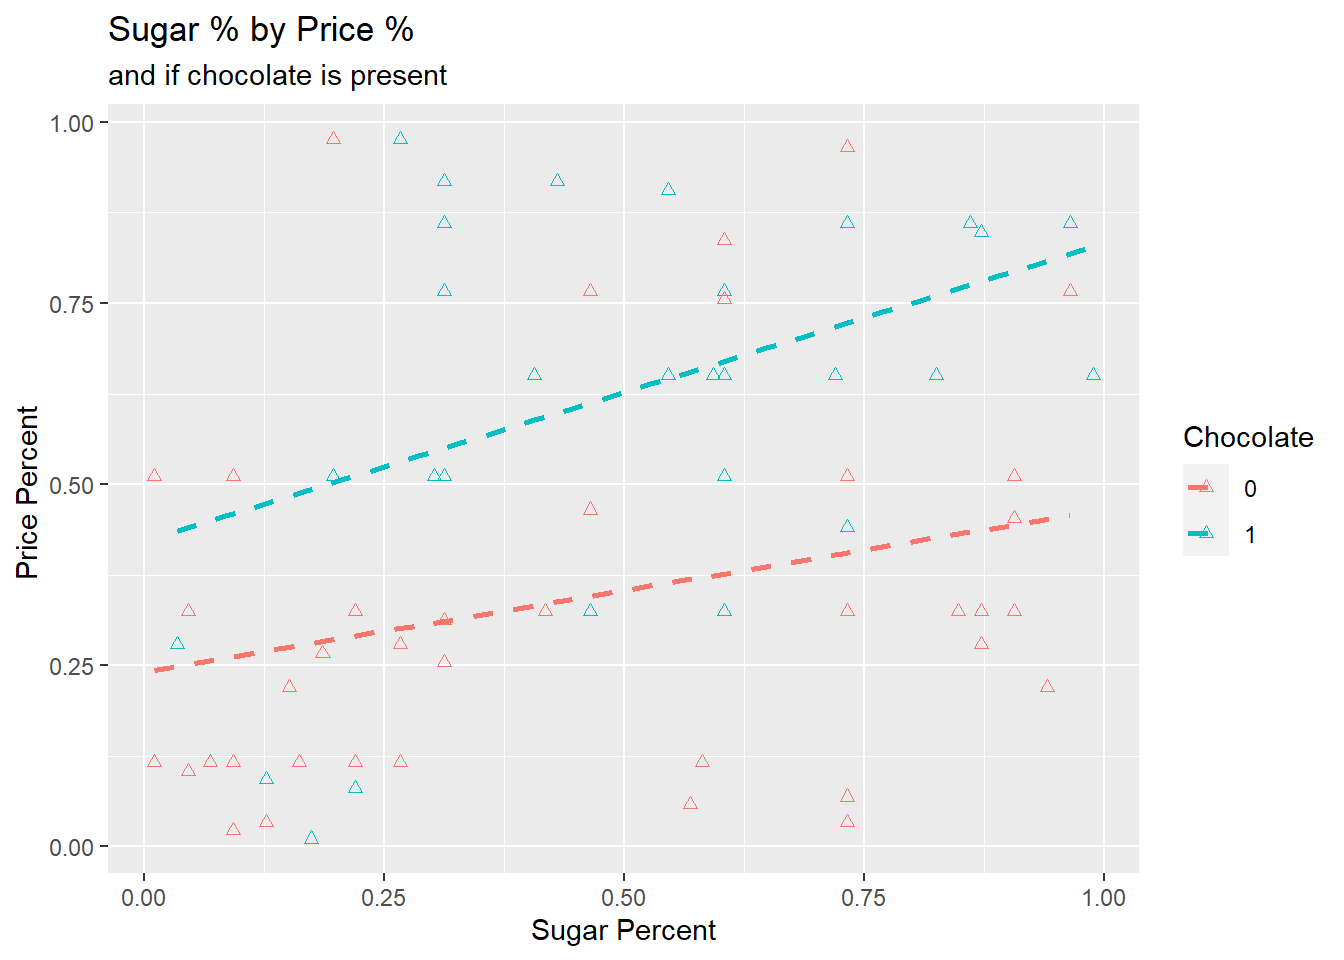 Sugar % by Price %
and if chocolate is present
1.00
0.75
0.50
0.25
0.00
Price Percent
0.00 0.25 0.50 0.75 1.00
Sugar Percent
Chocolate
0
1